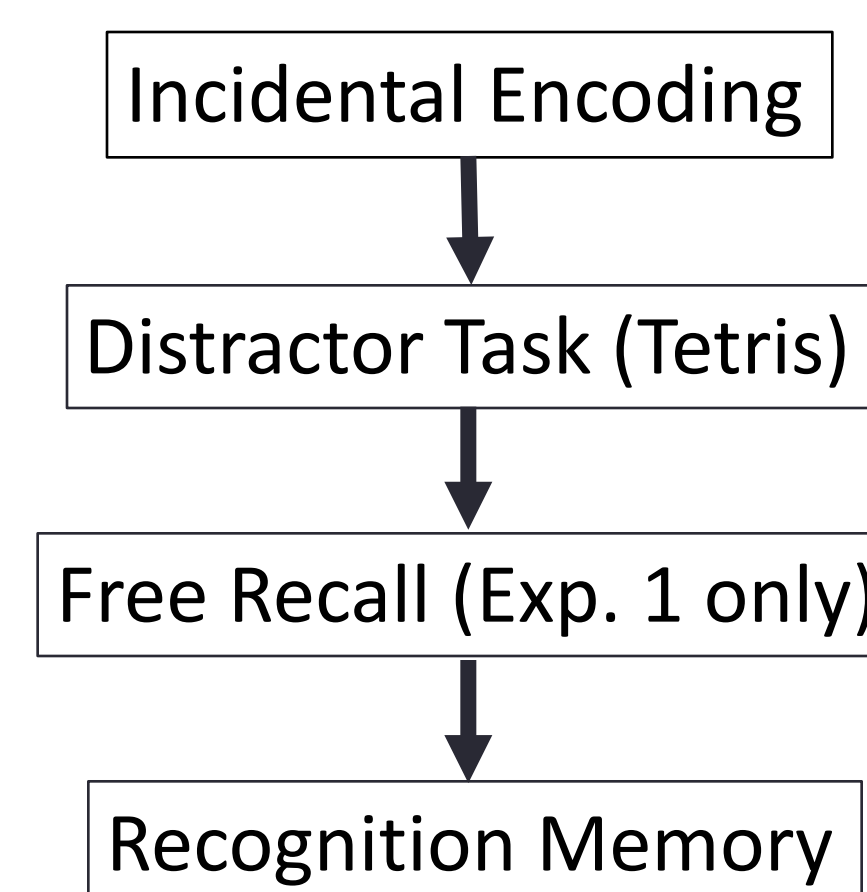 Incidental Encoding
Distractor Task (Tetris)
Free Recall (Exp. 1 only)
Recognition Memory